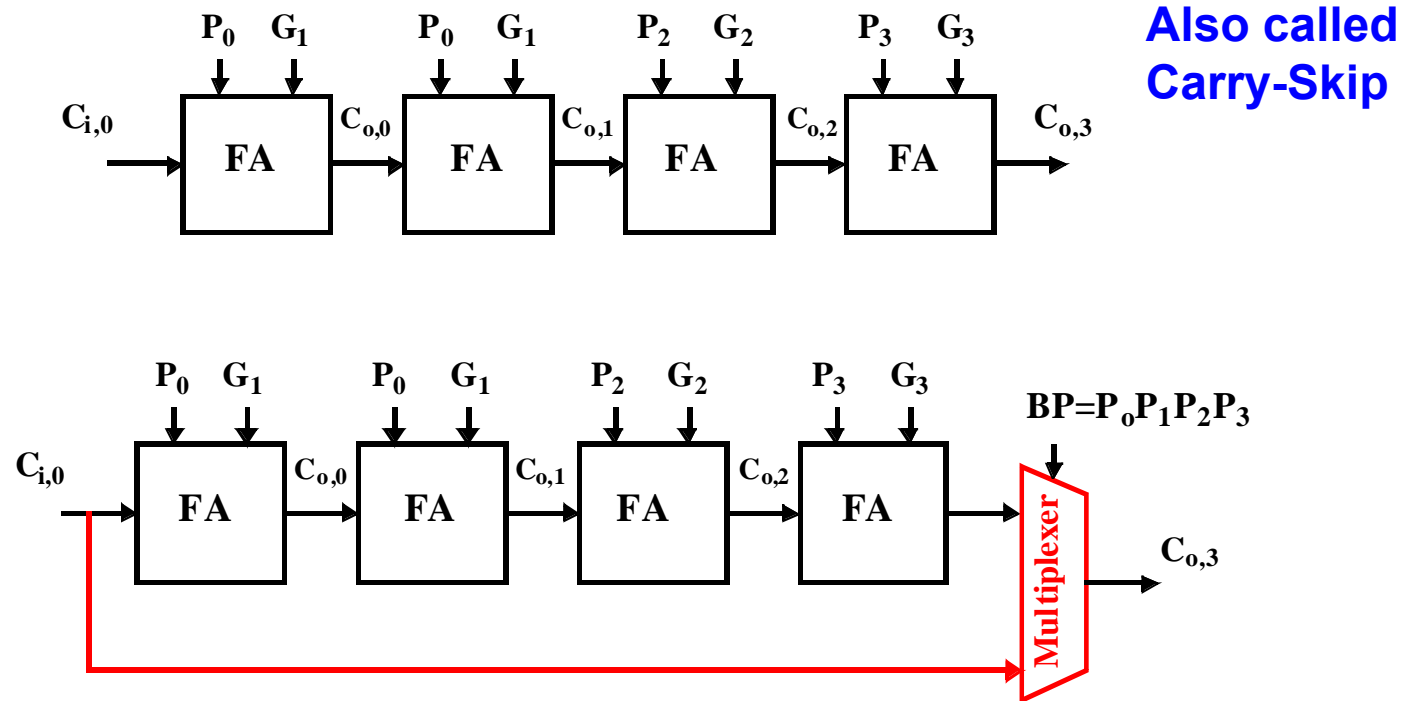 Also called
Carry-Skip
P0 G1 P0 G1 P2 G2 P3 G3
Ci,0 FA Co,0 FA Co,1 FA Co,2 FA Co,3
P0 G1 P0 G1 P2 G2 P3 G3
BP=PoP1P2P3
Ci,0 FA Co,0 FA Co,1 FA Co,2 FA
Multiplexer
Co,3